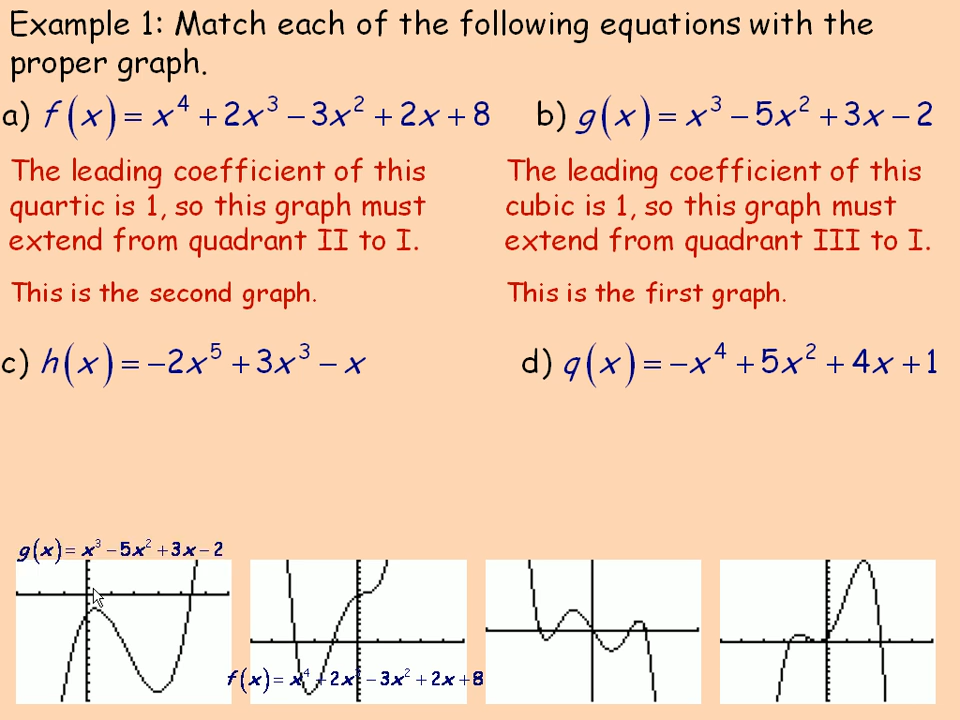 Example 1: Match each of the following equations with the
proper graph.
a) f(x) = x⁴ + 2x³ − 3x² + 2x + 8
b) g(x) = x³ − 5x² + 3x − 2
The leading coefficient of this
quartic is 1, so this graph must
extend from quadrant II to I.
This is the second graph.
The leading coefficient of this
cubic is 1, so this graph must
extend from quadrant III to I.
This is the first graph.
c) h(x) = −2x⁵ + 3x³ − x
d) q(x) = −x⁴ + 5x² + 4x + 1
g(x) = x³ − 5x² + 3x − 2
f(x) = x⁴ + 2x³ − 3x² + 2x + 8